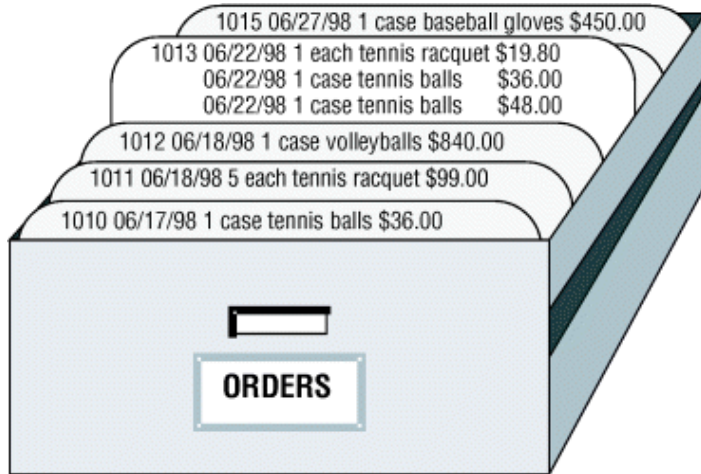 1015 06/27/98 1 case baseball gloves $450.00
1013 06/22/98 1 each tennis racquet $19.80
06/22/98 1 case tennis balls $36.00
06/22/98 1 case tennis balls $48.00
1012 06/18/98 1 case volleyballs $840.00
1011 06/18/98 5 each tennis racquet $99.00
1010 06/17/98 1 case tennis balls $36.00
ORDERS